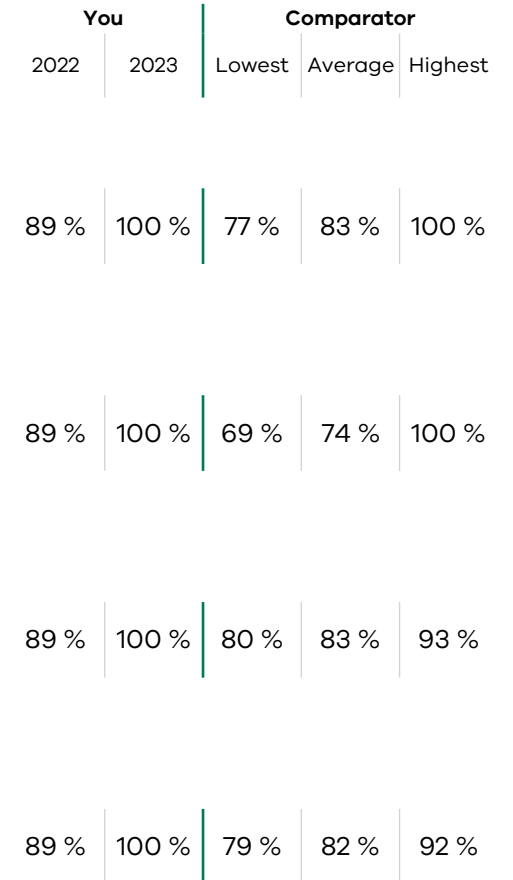 You Comparator
2022 2023 Lowest Average Highest
89 % 100 % 77 % 83 % 100 %
89 % 100 % 69 % 74 % 100 %
89 % 100 % 80 % 83 % 93 %
89 % 100 % 79 % 82 % 92 %